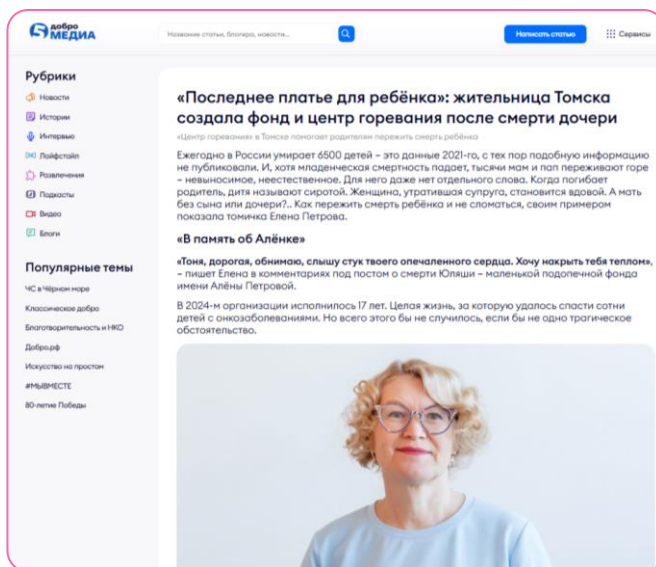 добро
МЕДИА
Название статьи, блогера, новости...
Написать статью
Сервисы
Рубрики
Новости
Истории
Интервью
Лайфстайл
Развлечения
Подкасты
Видео
Блоги
Популярные темы
ЧС в Чёрном море
Классическое добро
Благотворительность и НКО
Добро.рф
Искусство на простом
#МЫВМЕСТЕ
80-летие Победы
«Последнее платье для ребёнка»: жительница Томска
создала фонд и центр горевания после смерти дочери
«Центр горевания» в Томске помогает родителям пережить смерть ребёнка
Ежегодно в России умирает 6500 детей – это данные 2021-го, с тех пор подобную информацию
не публиковали. И, хотя младенческая смертность падает, тысячи мам и пап переживают горе
– невыносимое, неестественное. Для него даже нет отдельного слова. Когда погибает
родитель, дитя называют сиротой. Женщина, утратившая супруга, становится вдовой. А мать
без сына или дочери?.. Как пережить смерть ребёнка и не сломаться, своим примером
показала томичка Елена Петрова.
«В память об Алёнке»
«Тоня, дорогая, обнимаю, слышу стук твоего опечаленного сердца. Хочу накрыть тебя теплом»,
– пишет Елена в комментариях под постом о смерти Юляши – маленькой подопечной фонда
имени Алёны Петровой.
В 2024-м организации исполнилось 17 лет. Целая жизнь, за которую удалось спасти сотни
детей с онкозаболеваниями. Но всего этого бы не случилось, если бы не одно трагическое
обстоятельство.